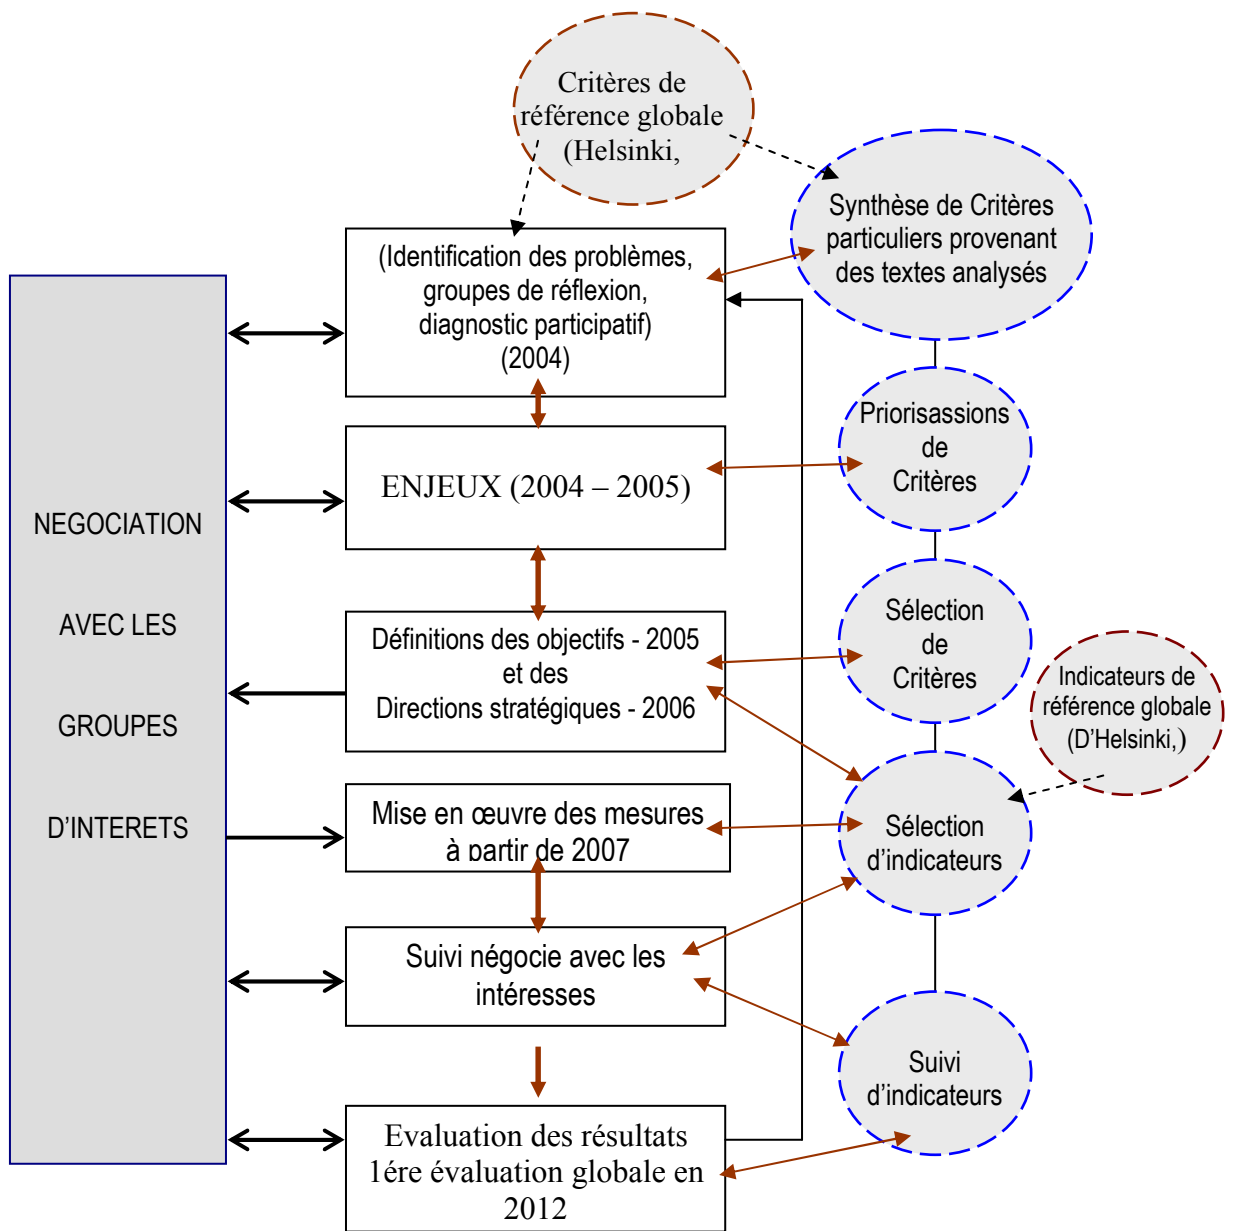 Critères de
référence globale
(Helsinki,
Synthèse de Critères
particuliers provenant
des textes analysés
(Identification des problèmes,
groupes de réflexion,
diagnostic participatif)
(2004)
Priorisassions
de
Critères
ENJEUX (2004 – 2005)
NEGOCIATION
AVEC LES
GROUPES
D'INTERETS
Sélection
de
Critères
Définitions des objectifs - 2005
et des
Directions stratégiques - 2006
Indicateurs de
référence globale
(D'Helsinki,)
Mise en œuvre des mesures
à partir de 2007
Sélection
d'indicateurs
Suivi négocie avec les
intéresses
Suivi
d'indicateurs
Evaluation des résultats
1ére évaluation globale en
2012